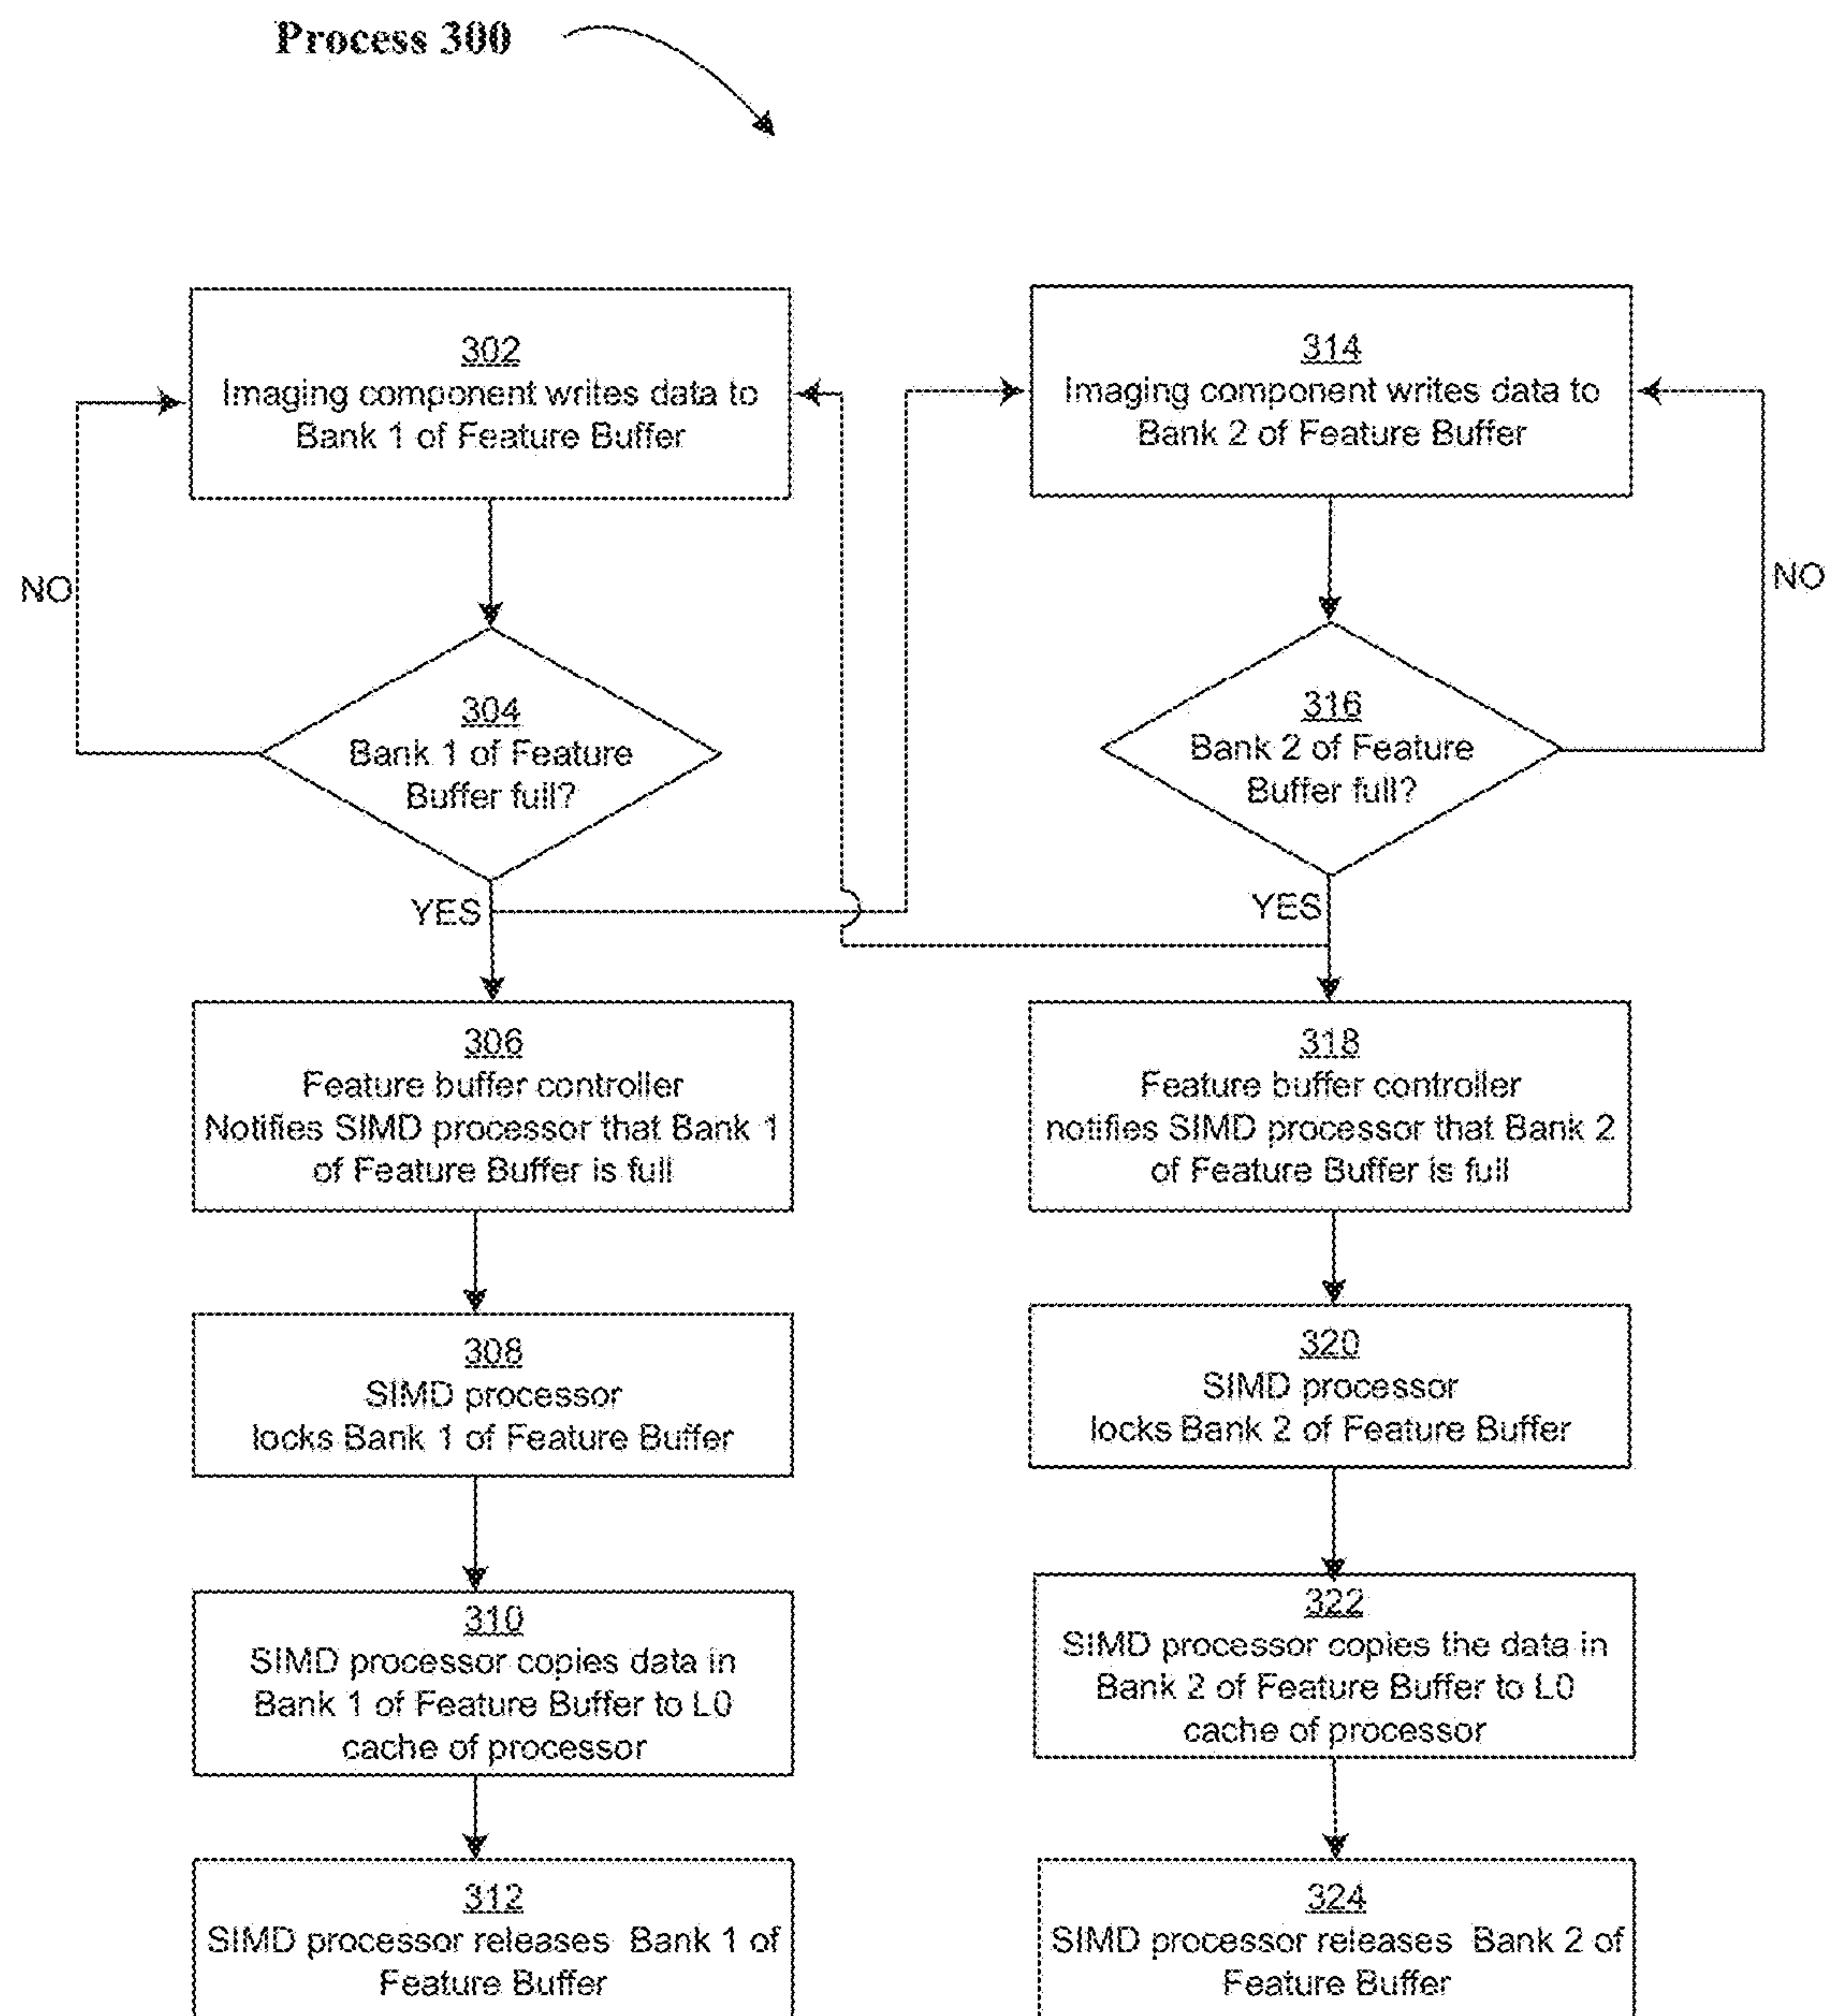 Process 300
302
Imaging component writes data to
Bank 1 of Feature Buffer
NO
304
Bank 1 of Feature
Buffer full?
YES
306
Feature buffer controller
Notifies SIMD processor that Bank 1
of Feature Buffer is full
308
SIMD processor
locks Bank 1 of Feature Buffer
310
SIMD processor copies data in
Bank 1 of Feature Buffer to L0
cache of processor
312
SIMD processor releases Bank 1 of
Feature Buffer
314
Imaging component writes data to
Bank 2 of Feature Buffer
NO
316
Bank 2 of Feature
Buffer full?
YES
318
Feature buffer controller
notifies SIMD processor that Bank 2
of Feature Buffer is full
320
SIMD processor
locks Bank 2 of Feature Buffer
322
SIMD processor copies the data in
Bank 2 of Feature Buffer to L0
cache of processor
324
SIMD processor releases Bank 2 of
Feature Buffer